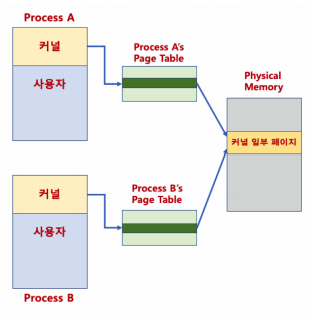 Process A
커널
사용자
Process A's
Page Table
Physical
Memory
커널 일부 페이지
커널
사용자
Process B's
Page Table
Process B